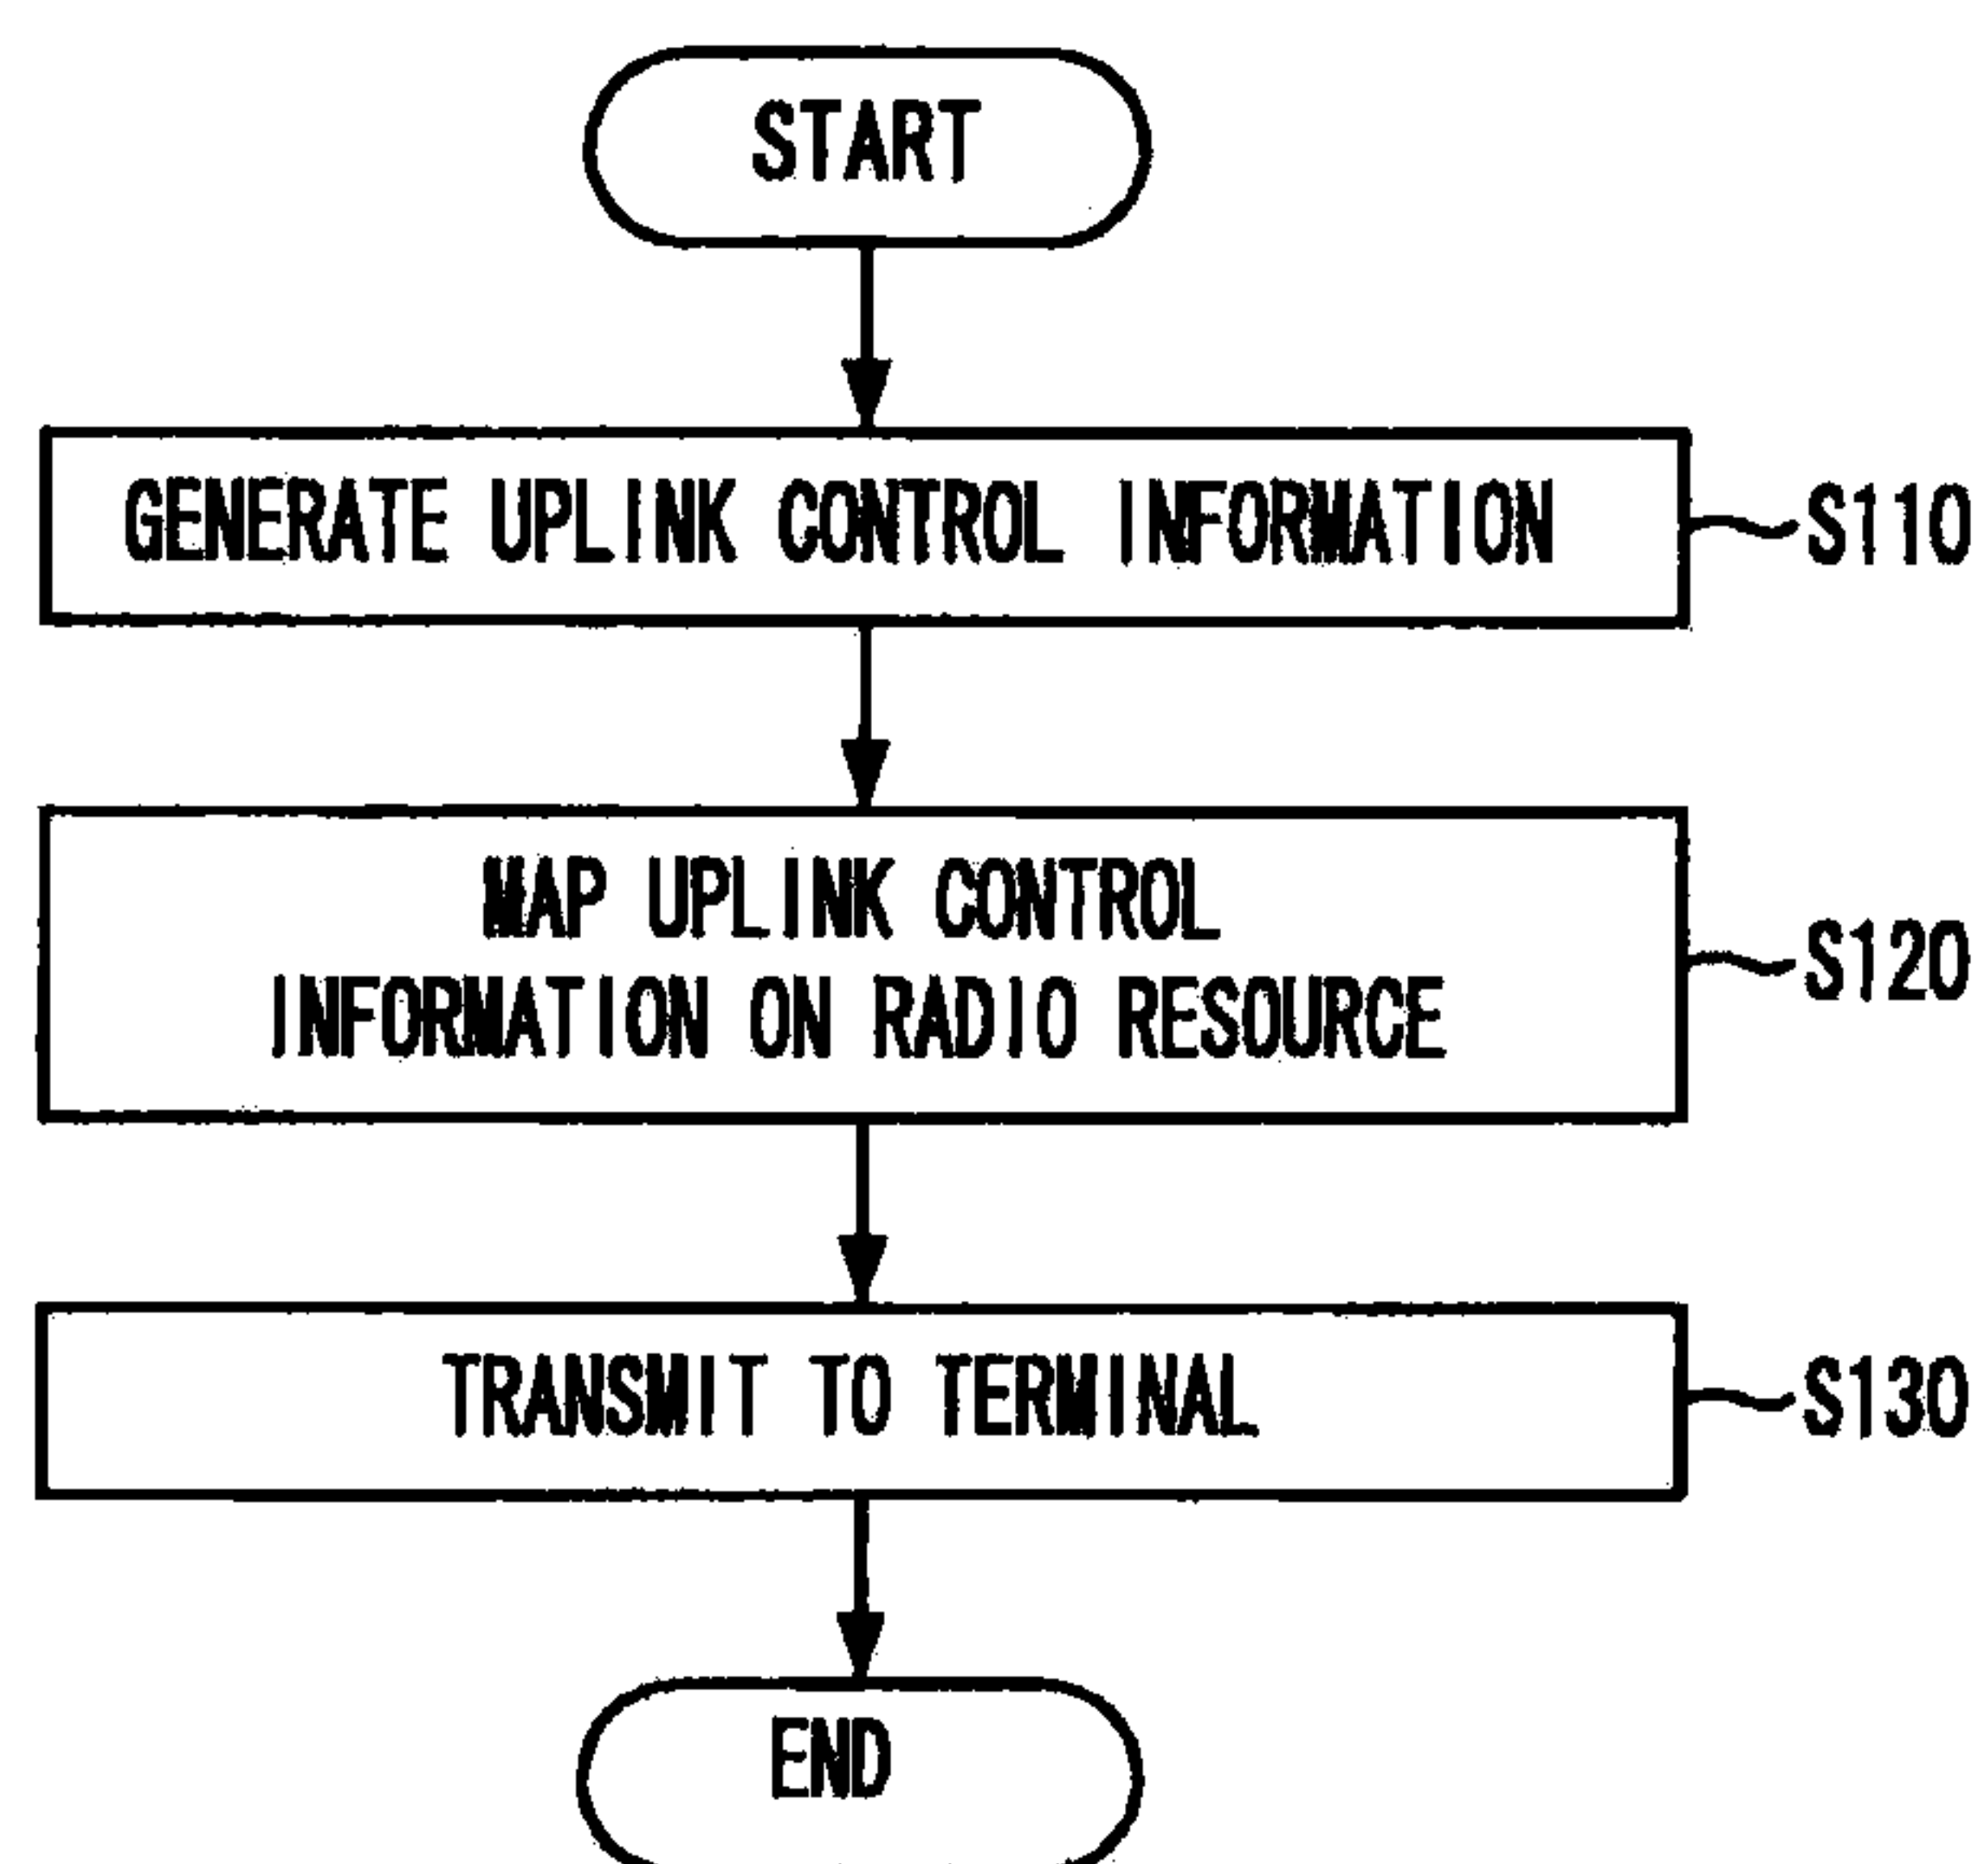 START
GENERATE UPLINK CONTROL INFORMATION
S110
MAP UPLINK CONTROL
INFORMATION ON RADIO RESOURCE
S120
TRANSMIT TO TERMINAL
S130
END